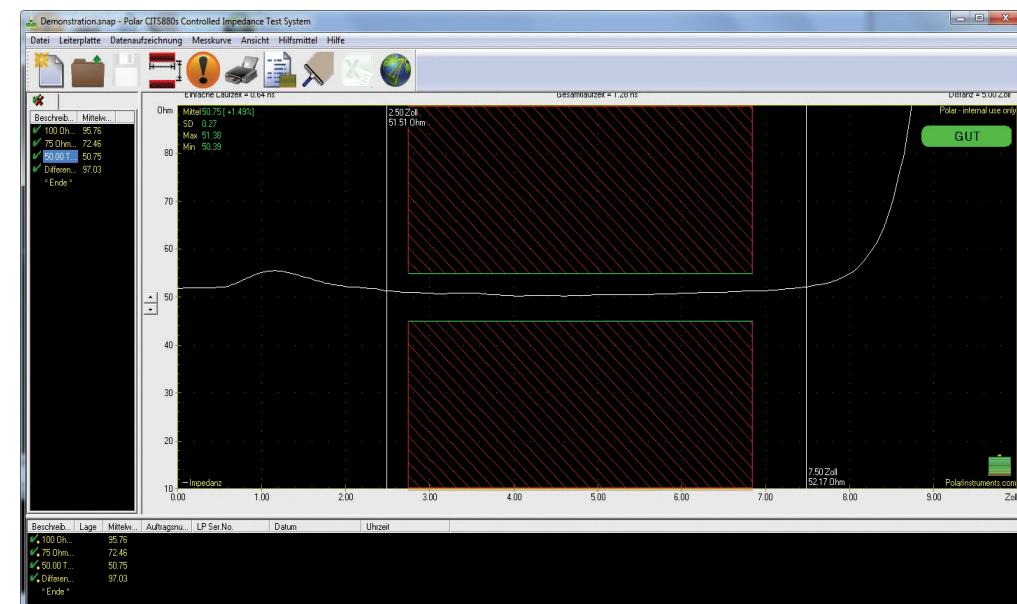 Demonstration.snap - Polar CITS880s Controlled Impedance Test System
Datei Leiterplatte Datenaufzeichnung Messkurve Ansicht Hilfsmittel Hilfe
Einfache Laufzeit = 0.64 ns Gesamtlaufzeit = 1.28 ns Distanz = 5.00 Zoll
Beschreib... Mittelw...
100 Oh... 95.76
75 Ohm... 72.46
50.00 T... 50.75
Differen... 97.03
* Ende *
Ohm
Mittel 50.75 [ +1.49%]
SD 0.27
Max 51.38
Min 50.39
2.50 Zoll
51.51 Ohm
Polar - internal use only
GUT
80
70
60
50
40
30
20
10
Impedanz
7.50 Zoll
52.17 Ohm
PolarInstruments.com
0.00 1.00 2.00 3.00 4.00 5.00 6.00 7.00 8.00 9.00 Zol
Beschreib... Lage Mittelw... Auftragsnu... LP Ser.No. Datum Uhrzeit
100 Oh... 95.76
75 Ohm... 72.46
50.00 T... 50.75
Differen... 97.03
* Ende *